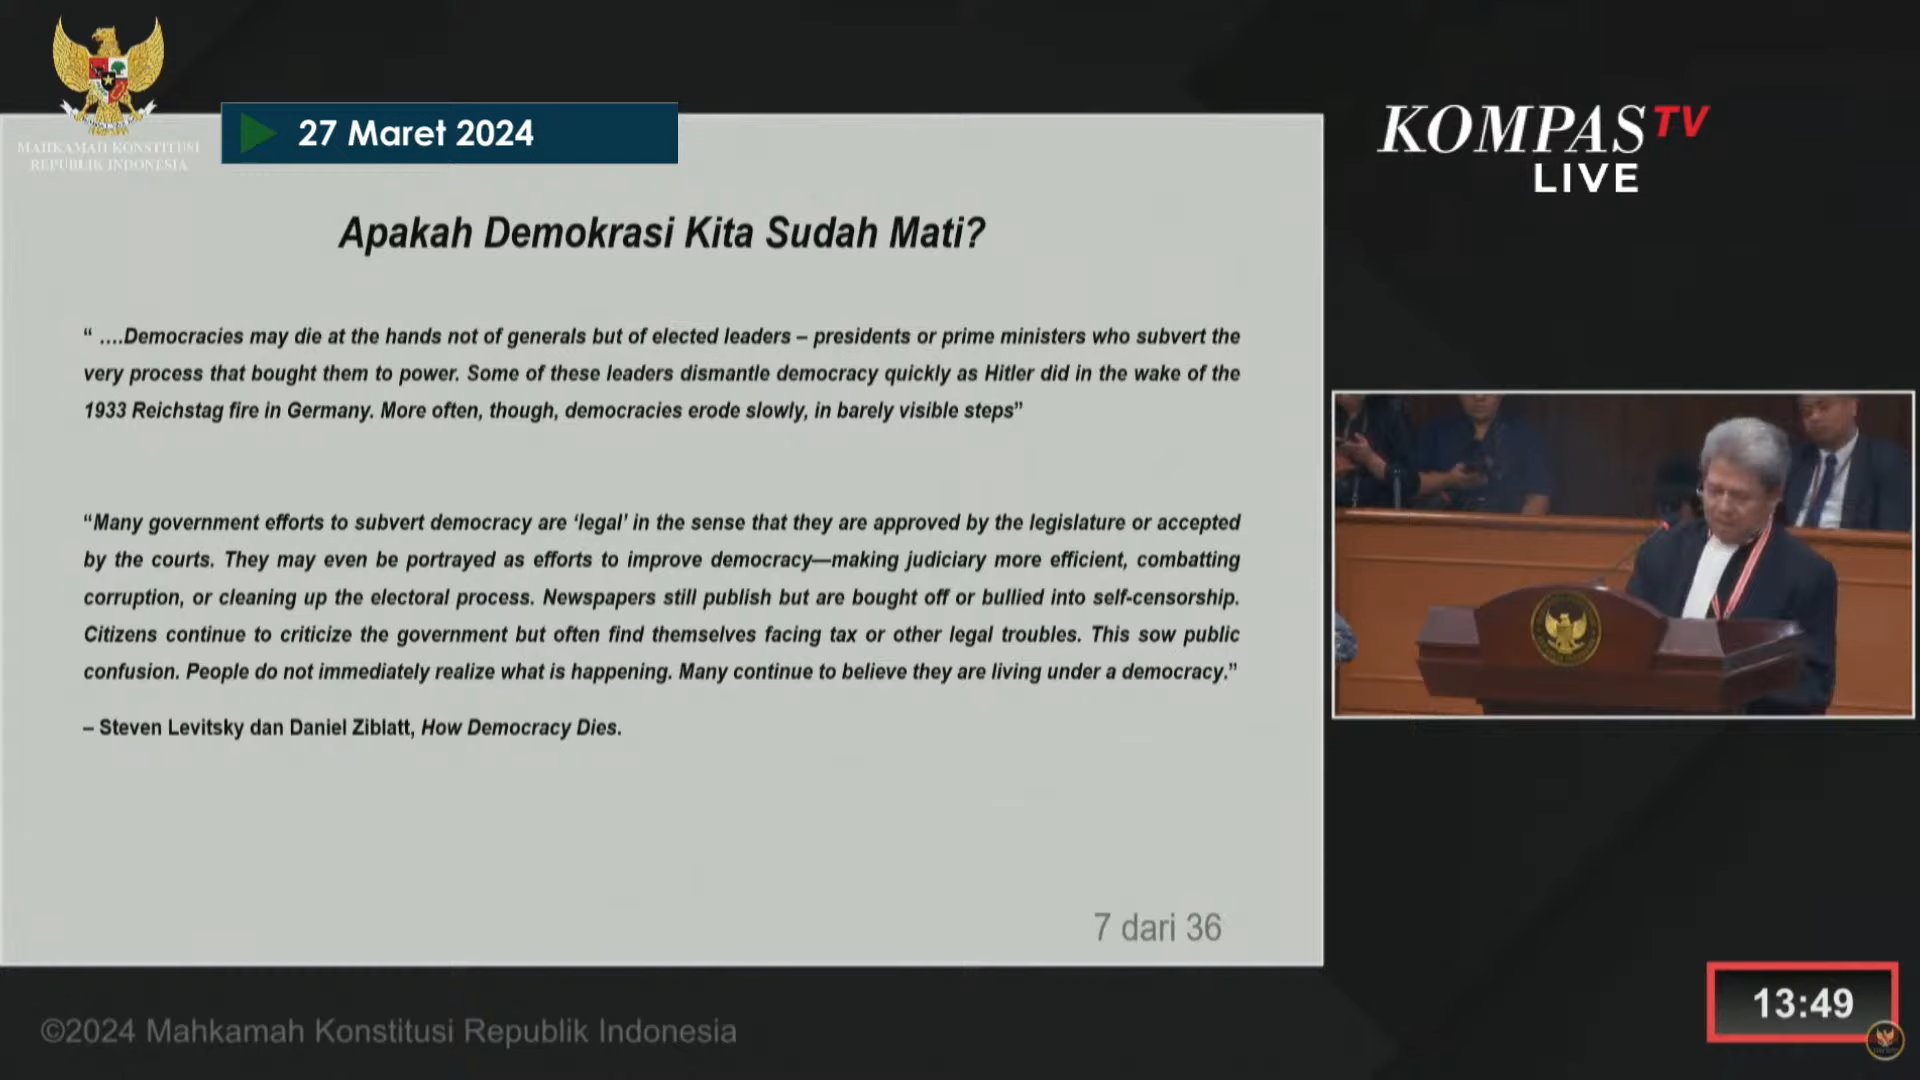 MAHKAMAH KONSTITUSI
REPUBLIK INDONESIA
27 Maret 2024
KOMPAS TV
LIVE
Apakah Demokrasi Kita Sudah Mati?
“ ....Democracies may die at the hands not of generals but of elected leaders – presidents or prime ministers who subvert the
very process that bought them to power. Some of these leaders dismantle democracy quickly as Hitler did in the wake of the
1933 Reichstag fire in Germany. More often, though, democracies erode slowly, in barely visible steps”
“Many government efforts to subvert democracy are ‘legal’ in the sense that they are approved by the legislature or accepted
by the courts. They may even be portrayed as efforts to improve democracy—making judiciary more efficient, combatting
corruption, or cleaning up the electoral process. Newspapers still publish but are bought off or bullied into self-censorship.
Citizens continue to criticize the government but often find themselves facing tax or other legal troubles. This sow public
confusion. People do not immediately realize what is happening. Many continue to believe they are living under a democracy.”
– Steven Levitsky dan Daniel Ziblatt, How Democracy Dies.
7 dari 36
13:49
©2024 Mahkamah Konstitusi Republik Indonesia